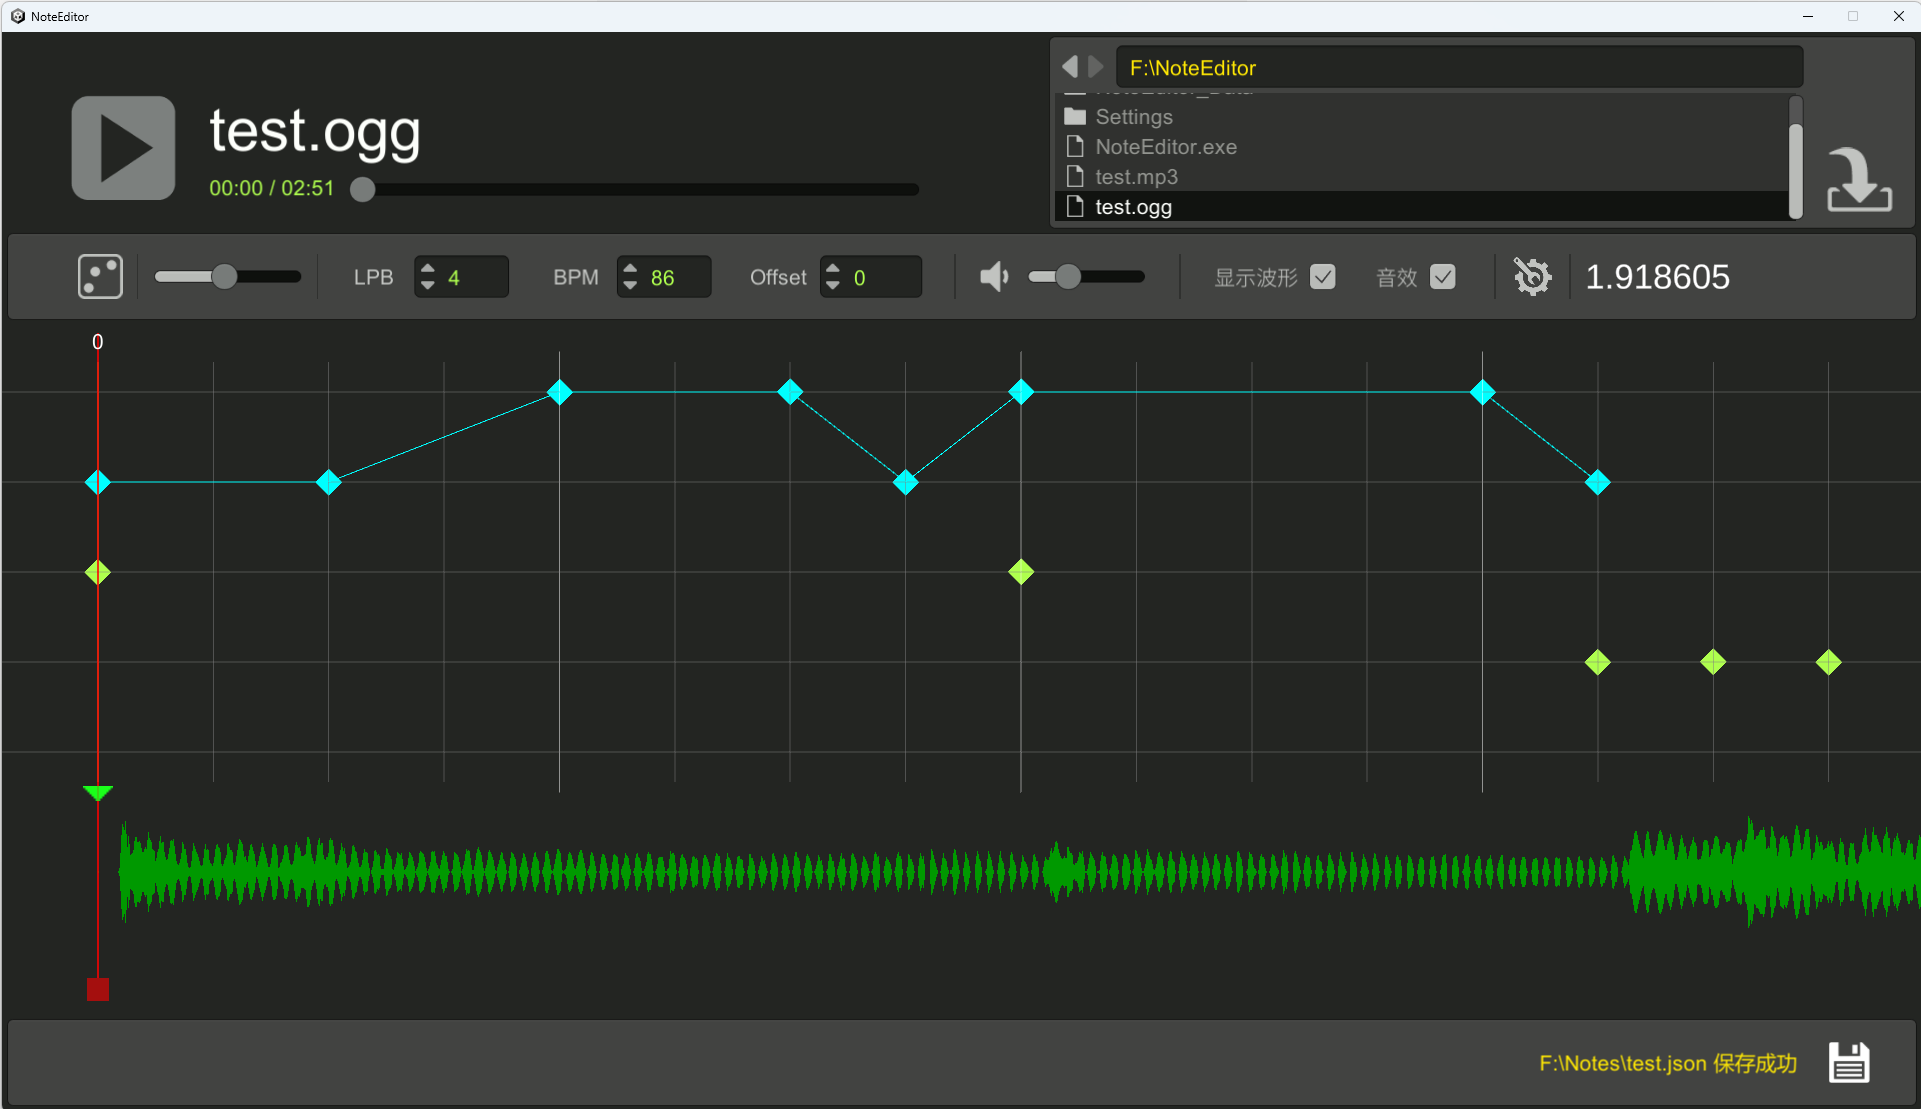 NoteEditor
test.ogg
00:00 / 02:51
F:\NoteEditor
NoteEditor_Data
Settings
NoteEditor.exe
test.mp3
test.ogg
LPB 4 BPM 86 Offset 0 显示波形 音效 1.918605
0
F:\Notes\test.json 保存成功